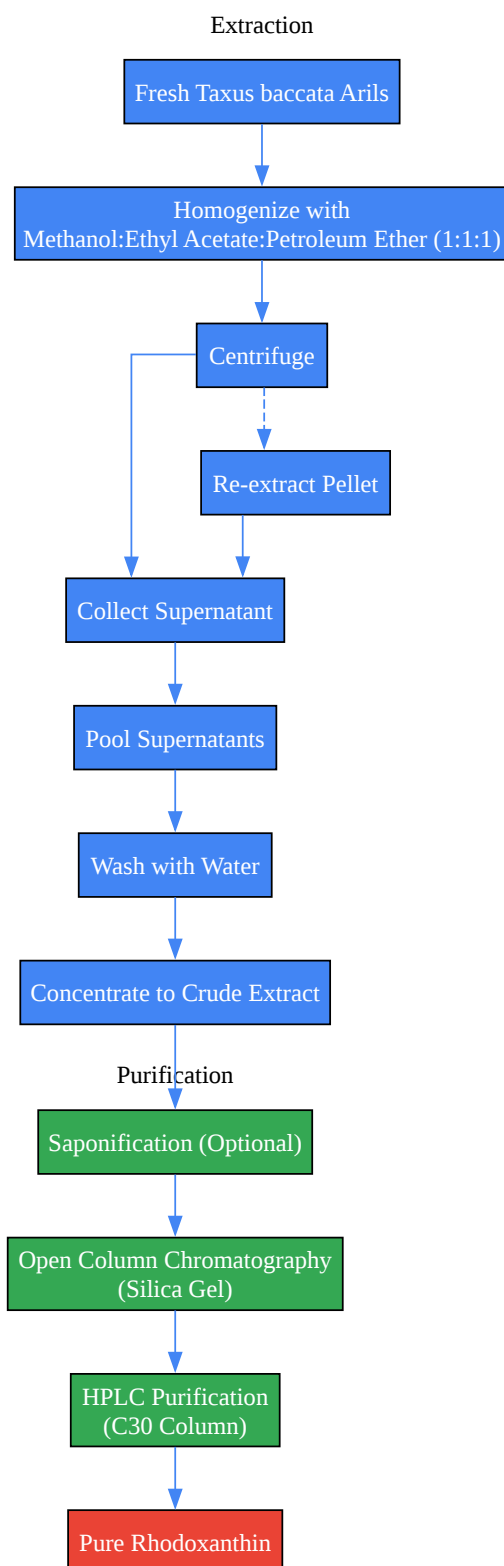 Extraction
Fresh Taxus baccata Arils
Homogenize with
Methanol:Ethyl Acetate:Petroleum Ether (1:1:1)
Centrifuge
Re-extract Pellet
Collect Supernatant
Pool Supernatants
Wash with Water
Concentrate to Crude Extract
Purification
Saponification (Optional)
Open Column Chromatography
(Silica Gel)
HPLC Purification
(C30 Column)
Pure Rhodoxanthin